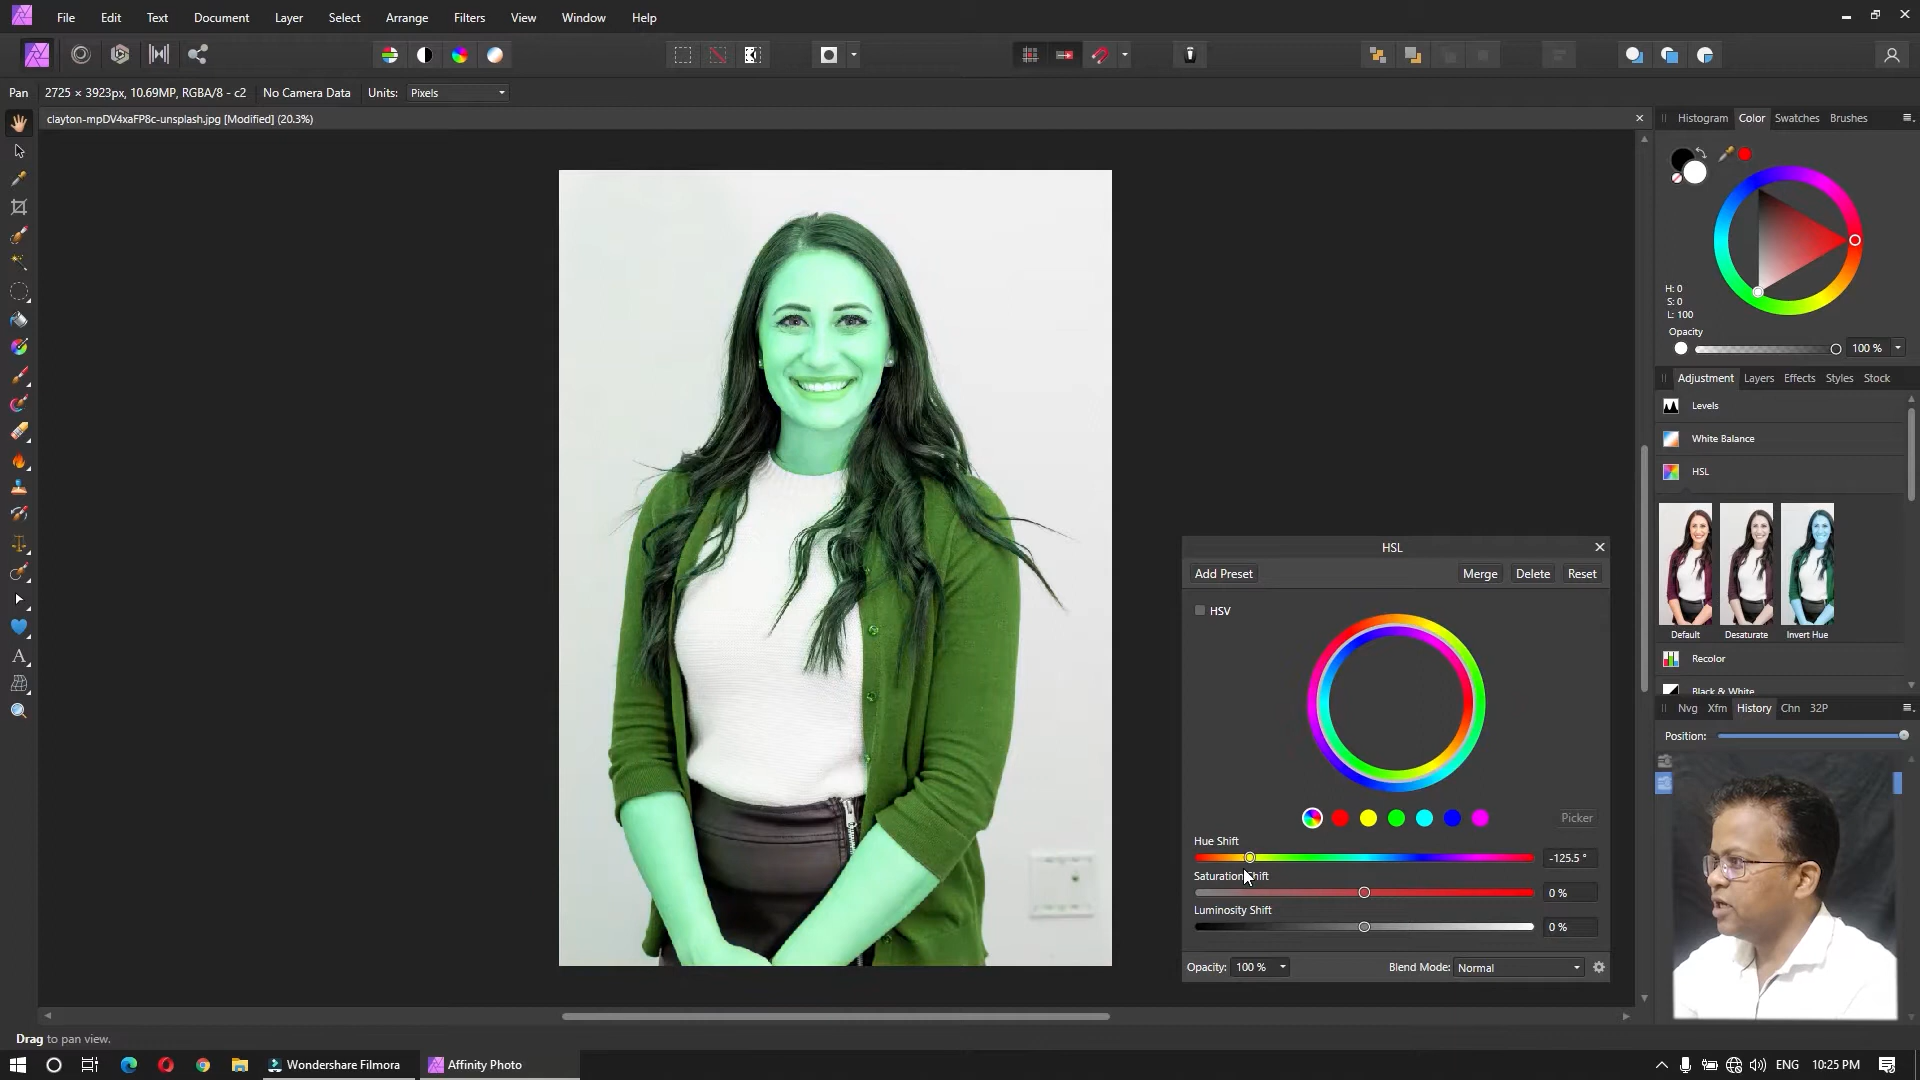 File Edit Text Document Layer Select Arrange Filters View Window Help
Pan 2725 × 3923px, 10.69MP, RGBA/8 - c2 No Camera Data Units: Pixels
clayton-mpDV4xaFP8c-unsplash.jpg [Modified] (20.3%)
Histogram Color Swatches Brushes
H: 0
S: 0
L: 100
Opacity
100 %
Adjustment Layers Effects Styles Stock
Levels
White Balance
HSL
Default Desaturate Invert Hue
Recolor
Black & White
Nvg Xfm History Chn 32P
Position:
HSL
Add Preset Merge Delete Reset
HSV
Picker
Hue Shift
-125.5 °
Saturation Shift
0 %
Luminosity Shift
0 %
Opacity: 100 % Blend Mode: Normal
Drag to pan view.
Wondershare Filmora Affinity Photo ENG 10:25 PM